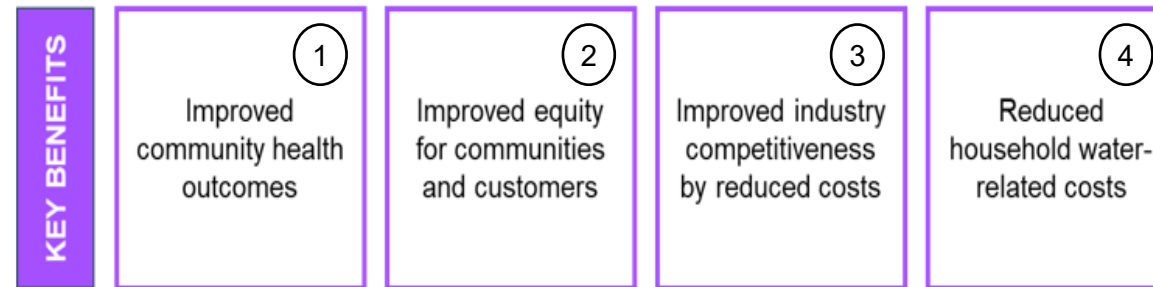 KEY BENEFITS
1
Improved
community health
outcomes
2
Improved equity
for communities
and customers
3
Improved industry
competitiveness
by reduced costs
4
Reduced
household water-
related costs